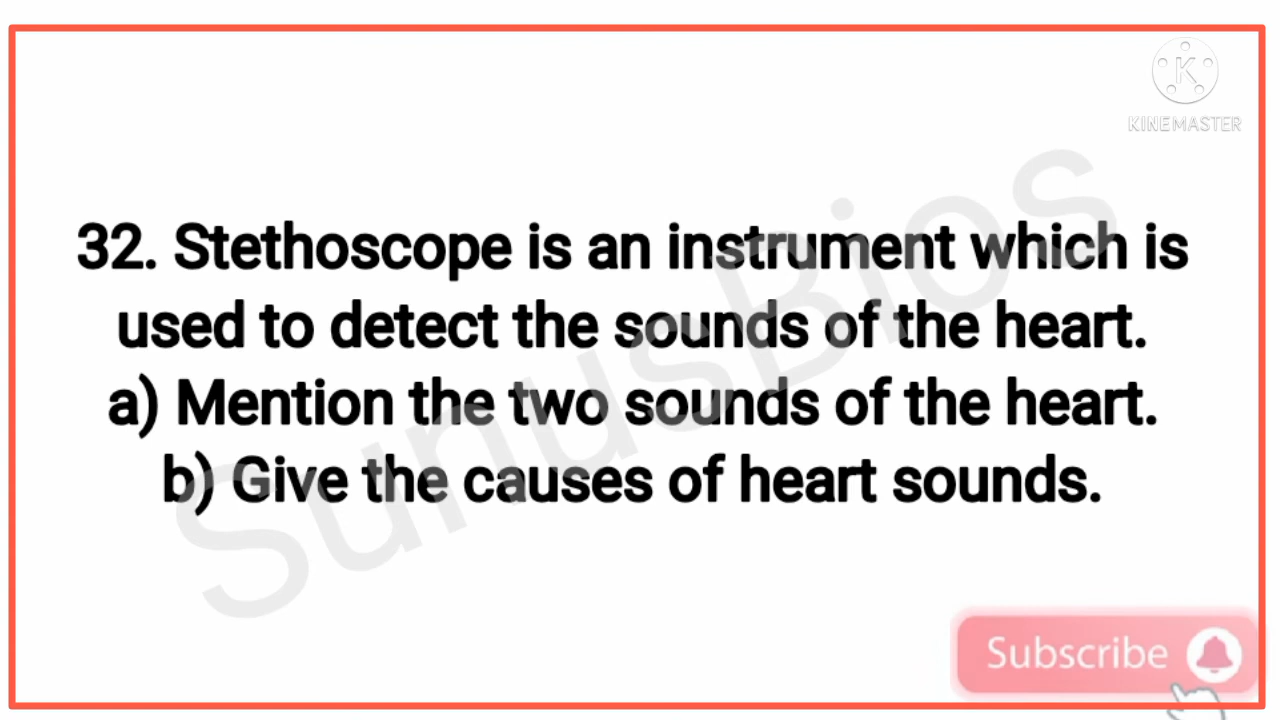 KINEMASTER
32. Stethoscope is an instrument which is
used to detect the sounds of the heart.
a) Mention the two sounds of the heart.
b) Give the causes of heart sounds.
SunusBios
Subscribe